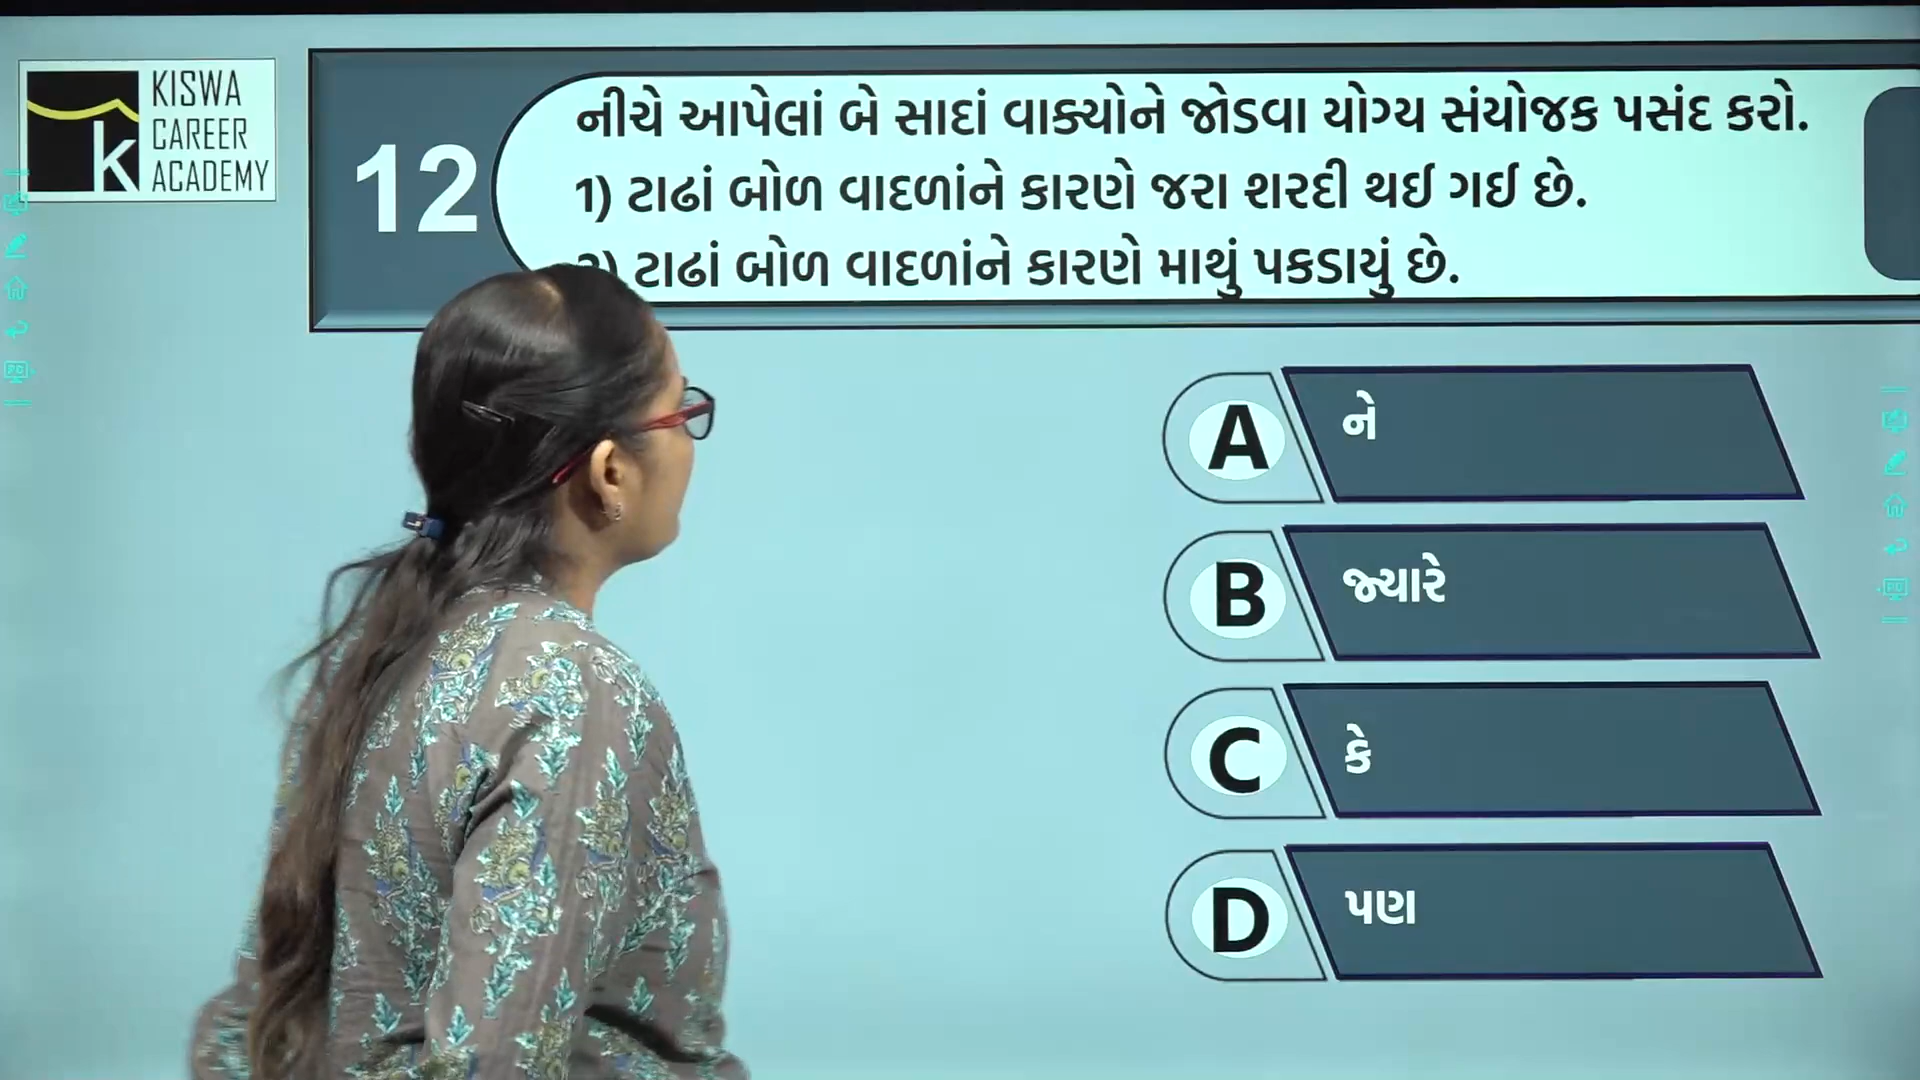 KISWA
CAREER
ACADEMY
k
12
નીચે આપેલાં બે સાદાં વાક્યોને જોડવા યોગ્ય સંયોજક પસંદ કરો.
1) ટાઢાં બોળ વાદળાંને કારણે જરા શરદી થઈ ગઈ છે.
ટાઢાં બોળ વાદળાંને કારણે માથું પકડાયું છે.
A ને
B જ્યારે
C કે
D પણ